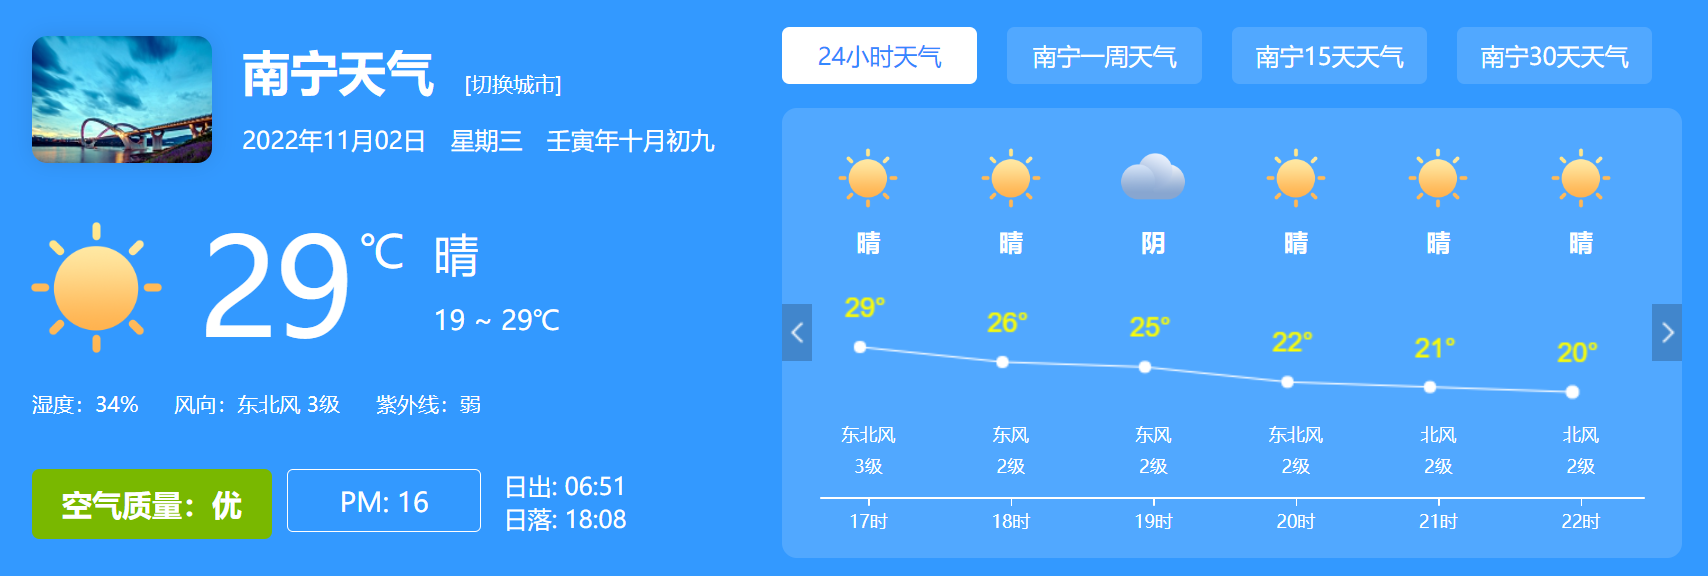 南宁天气 [切换城市]
2022年11月02日 星期三 壬寅年十月初九
29℃ 晴
19 ~ 29℃
湿度：34% 风向：东北风 3级 紫外线：弱
空气质量：优 PM: 16
日出: 06:51
日落: 18:08
24小时天气 南宁一周天气 南宁15天天气 南宁30天天气
晴 晴 阴 晴 晴 晴
29° 26° 25° 22° 21° 20°
东北风 东风 东风 东北风 北风 北风
3级 2级 2级 2级 2级 2级
17时 18时 19时 20时 21时 22时